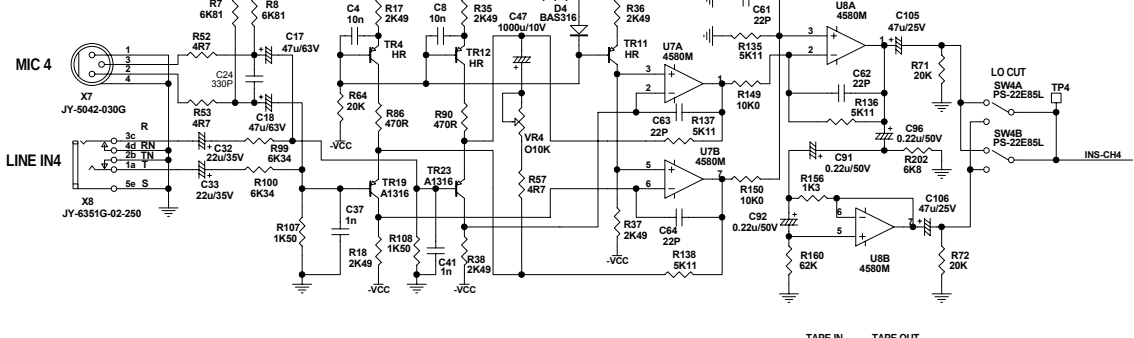 R7
6K81
R8
6K81
C4
10n
R17
2K49
C8
10n
R35
2K49
C47
1000u/10V
D4
BAS316
R36
2K49
C61
22P
U8A
4580M
C105
47u/25V
MIC 4
1
3
2
4
X7
JY-5042-030G
R52
4R7
R53
4R7
C24
330P
C17
47u/63V
C18
47u/63V
TR4
HR
TR12
HR
TR11
HR
U7A
4580M
3
2
1
R135
5K11
3
2
1
R149
10K0
C62
22P
R136
5K11
R71
20K
LO CUT
SW4A
PS-22E85L
TP4
R64
20K
-VCC
R86
470R
R90
470R
VR4
O10K
C63
22P
R137
5K11
C96
0.22u/50V
SW4B
PS-22E85L
INS-CH4
R
3c
4d RN
2b TN
1a T
5e S
LINE IN4
X8
JY-6351G-02-250
C32
22u/35V
C33
22u/35V
R99
6K34
R100
6K34
TR19
A1316
TR23
A1316
R57
4R7
U7B
4580M
5
6
7
R150
10K0
C91
0.22u/50V
R202
6K8
R156
1K3
R107
1K50
C37
1n
R18
2K49
-VCC
R108
1K50
C41
1n
R38
2K49
-VCC
R37
2K49
-VCC
C64
22P
R138
5K11
C92
0.22u/50V
6
5
7
U8B
4580M
C106
47u/25V
R160
62K
R72
20K
TAPE IN
TAPE OUT